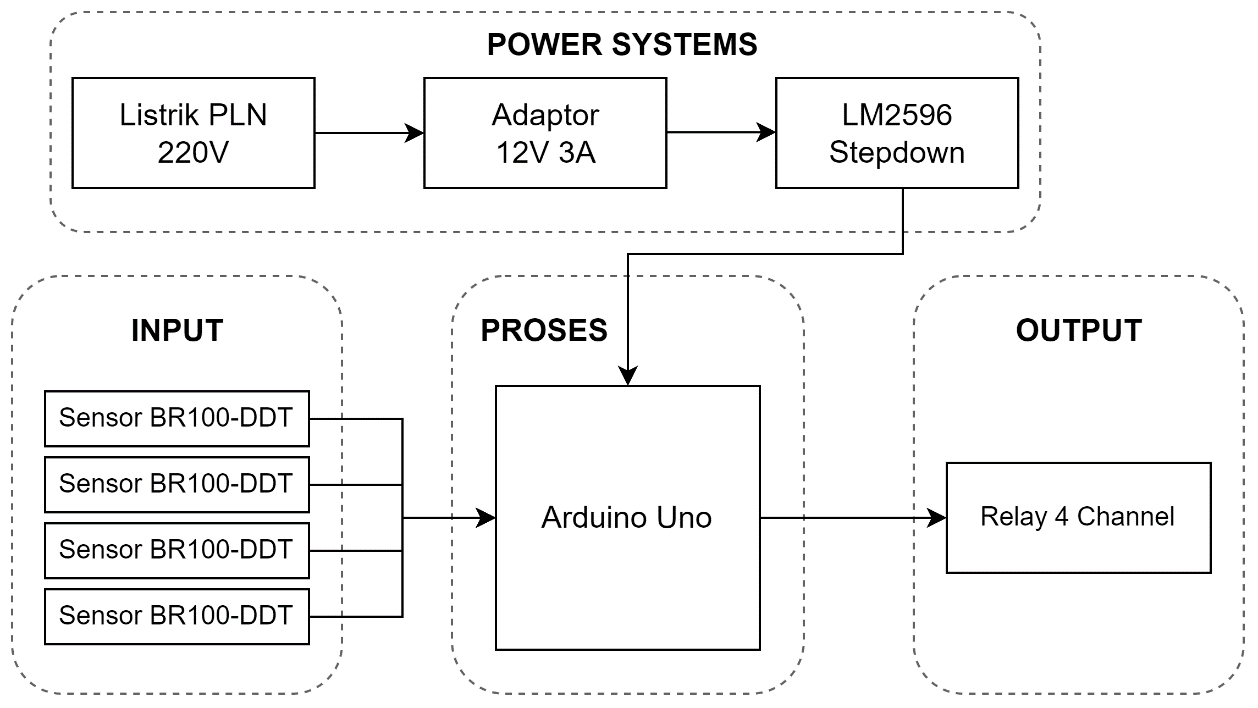 POWER SYSTEMS
Listrik PLN
220V
Adaptor
12V 3A
LM2596
Stepdown
INPUT
Sensor BR100-DDT
Sensor BR100-DDT
Sensor BR100-DDT
Sensor BR100-DDT
PROSES
Arduino Uno
OUTPUT
Relay 4 Channel